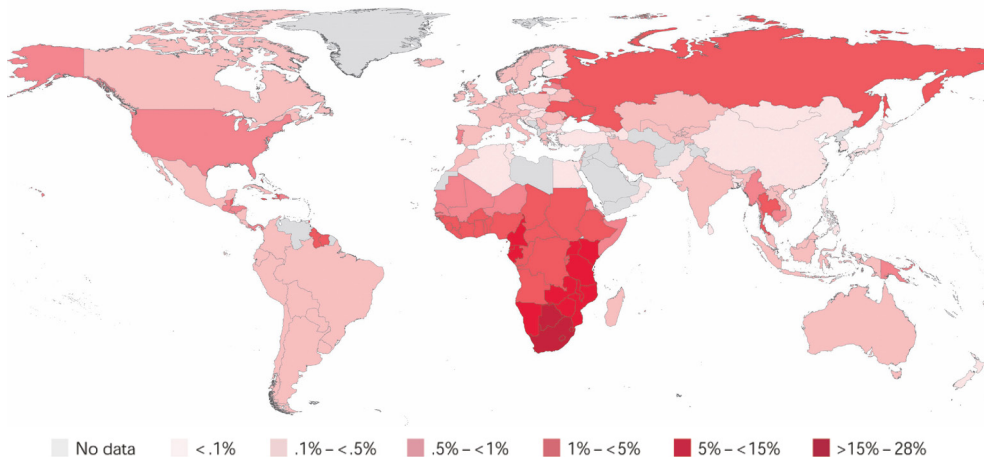 No data <.1% .1% – <.5% .5% – <1% 1% – <5% 5% – <15% >15% – 28%